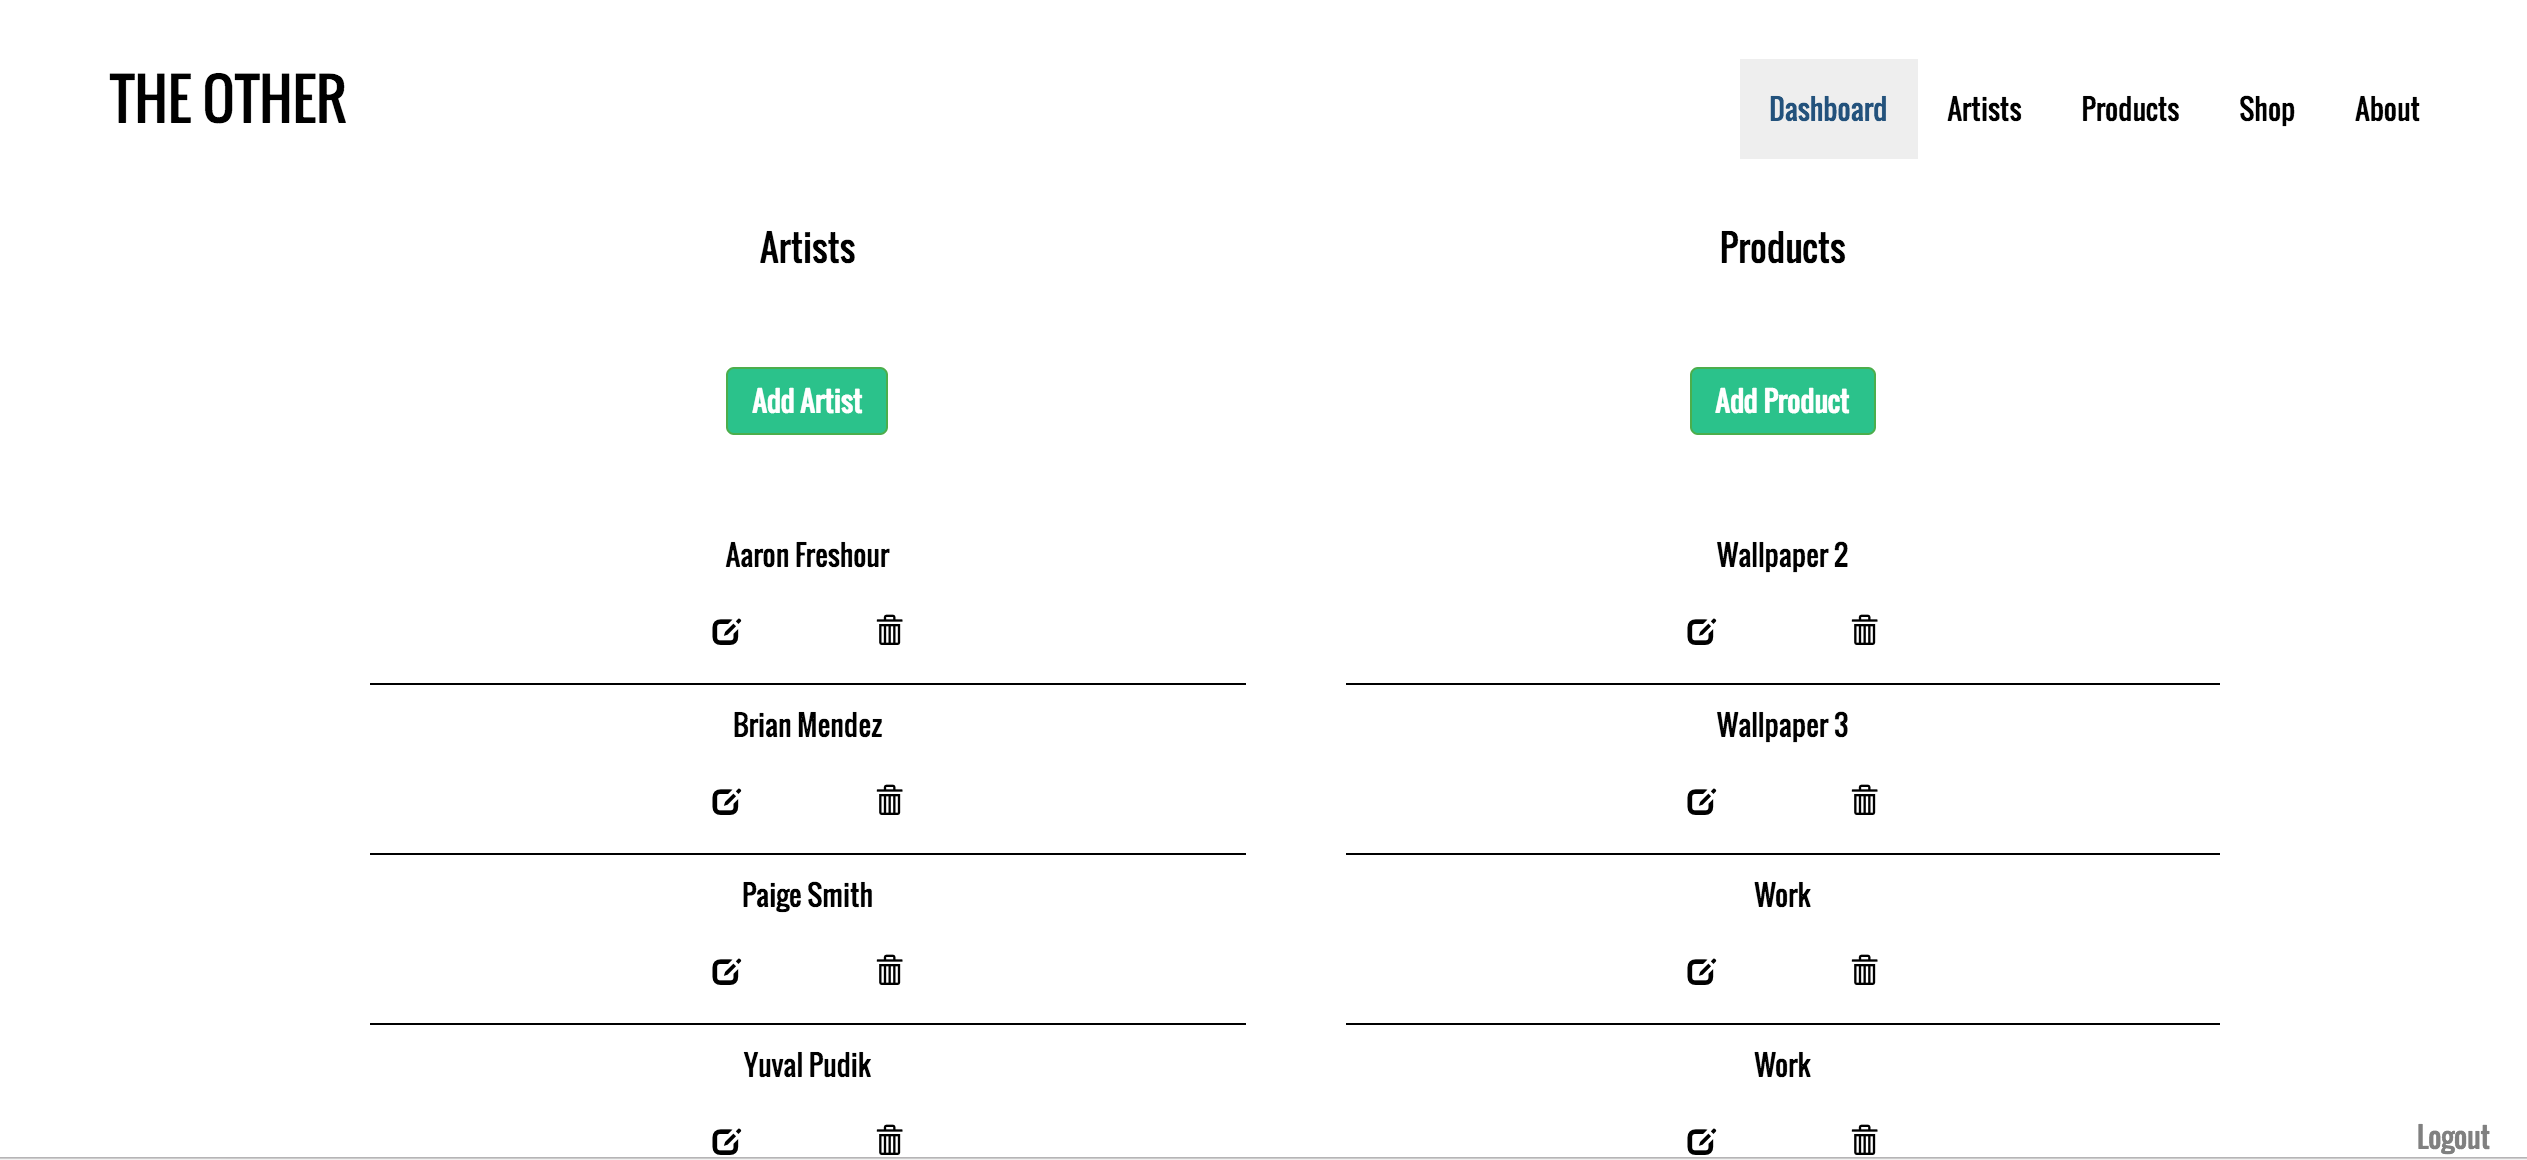 THE OTHER
Dashboard Artists Products Shop About
Artists
Add Artist
Aaron Freshour
Brian Mendez
Paige Smith
Yuval Pudik
Products
Add Product
Wallpaper 2
Wallpaper 3
Work
Work
Logout